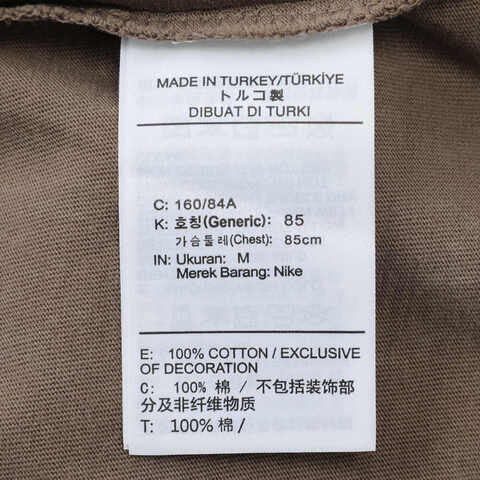 MADE IN TURKEY/TÜRKİYE
トルコ製
DIBUAT DI TURKI
C: 160/84A
K: 호칭(Generic): 85
가슴둘레(Chest): 85cm
IN: Ukuran: M
Merek Barang: Nike
E: 100% COTTON / EXCLUSIVE
OF DECORATION
C: 100% 棉 / 不包括装饰部
分及非纤维物质
T: 100% 棉 /